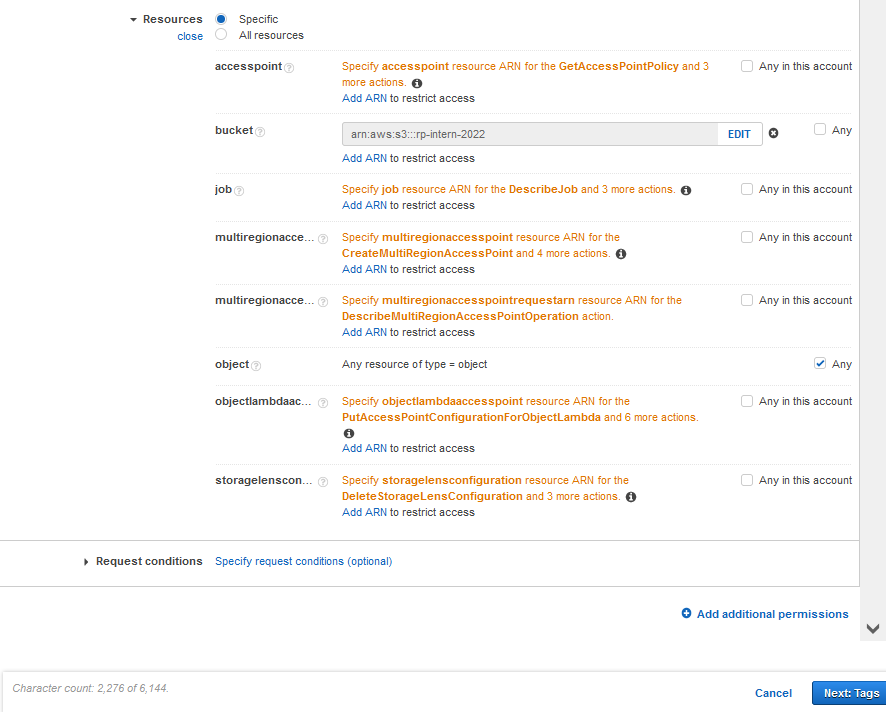 Resources
Specific
close
All resources
accesspoint
Specify accesspoint resource ARN for the GetAccessPointPolicy and 3
more actions.
Any in this account
Add ARN to restrict access
bucket
arn:aws:s3:::rp-intern-2022
EDIT
Any
Add ARN to restrict access
job
Specify job resource ARN for the DescribeJob and 3 more actions.
Any in this account
Add ARN to restrict access
multiregionacce...
Specify multiregionaccesspoint resource ARN for the
CreateMultiRegionAccessPoint and 4 more actions.
Any in this account
Add ARN to restrict access
multiregionacce...
Specify multiregionaccesspointrequestarn resource ARN for the
DescribeMultiRegionAccessPointOperation action.
Any in this account
Add ARN to restrict access
object
Any resource of type = object
Any
objectlambdaac...
Specify objectlambdaaccesspoint resource ARN for the
PutAccessPointConfigurationForObjectLambda and 6 more actions.
Any in this account
Add ARN to restrict access
storagelenscon...
Specify storagelensconfiguration resource ARN for the
DeleteStorageLensConfiguration and 3 more actions.
Any in this account
Add ARN to restrict access
Request conditions
Specify request conditions (optional)
Add additional permissions
Character count: 2,276 of 6,144.
Cancel
Next: Tags